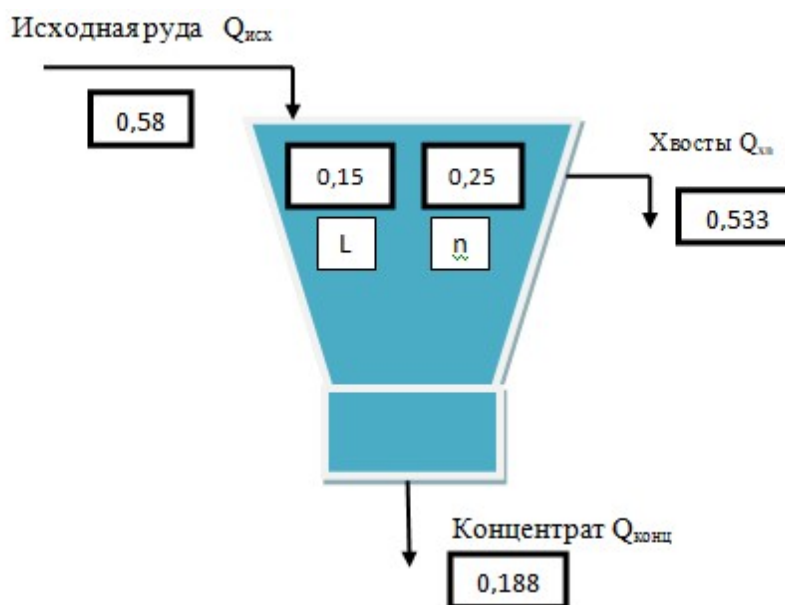 Исходная руда Qисх
0,58
Хвосты Qхв
0,15
0,25
0,533
L
n
Концентрат Qконц
0,188